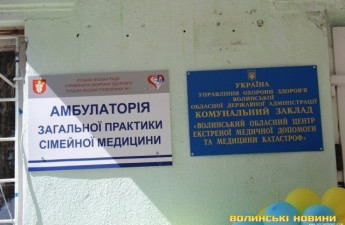 АМБУЛАТОРІЯ
ЗАГАЛЬНОЇ ПРАКТИКИ
СІМЕЙНОЇ МЕДИЦИНИ
УКРАЇНА
УПРАВЛІННЯ ОХОРОНИ ЗДОРОВ'Я
ВОЛИНСЬКОЇ
ОБЛАСНОЇ ДЕРЖАВНОЇ АДМІНІСТРАЦІЇ
КОМУНАЛЬНИЙ ЗАКЛАД
«ВОЛИНСЬКИЙ ОБЛАСНИЙ ЦЕНТР
ЕКСТРЕНОЇ МЕДИЧНОЇ ДОПОМОГИ
ТА МЕДИЦИНИ КАТАСТРОФ»
ВОЛИНСЬКІ НОВИНИ